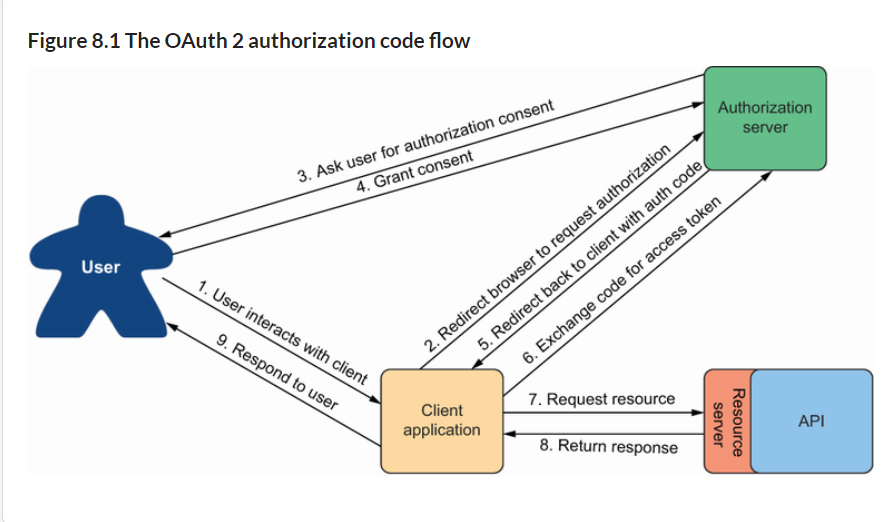 Figure 8.1 The OAuth 2 authorization code flow
Authorization
server
3. Ask user for authorization consent
4. Grant consent
User
1. User interacts with client
9. Respond to user
2. Redirect browser to request authorization
5. Redirect back to client with auth code
6. Exchange code for access token
Client
application
7. Request resource
8. Return response
Resource
server
API